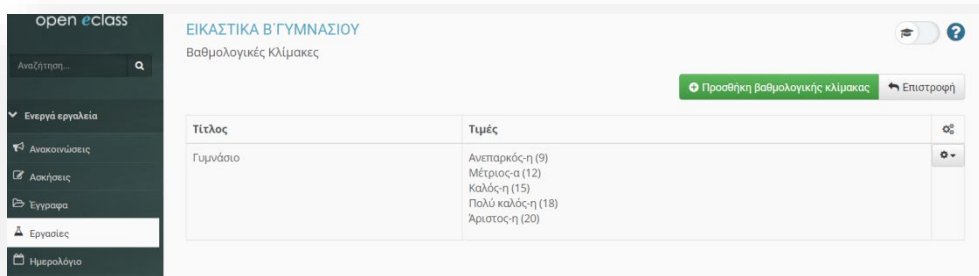 open eclass
Αναζήτηση...
Ενεργά εργαλεία
Ανακοινώσεις
Ασκήσεις
Έγγραφα
Εργασίες
Ημερολόγιο
ΕΙΚΑΣΤΙΚΑ Β΄ΓΥΜΝΑΣΙΟΥ
Βαθμολογικές Κλίμακες
?
Προσθήκη βαθμολογικής κλίμακας
Επιστροφή
Τίτλος Τιμές
Γυμνάσιο
Ανεπαρκός-η (9)
Μέτριος-α (12)
Καλός-η (15)
Πολύ καλός-η (18)
Άριστος-η (20)